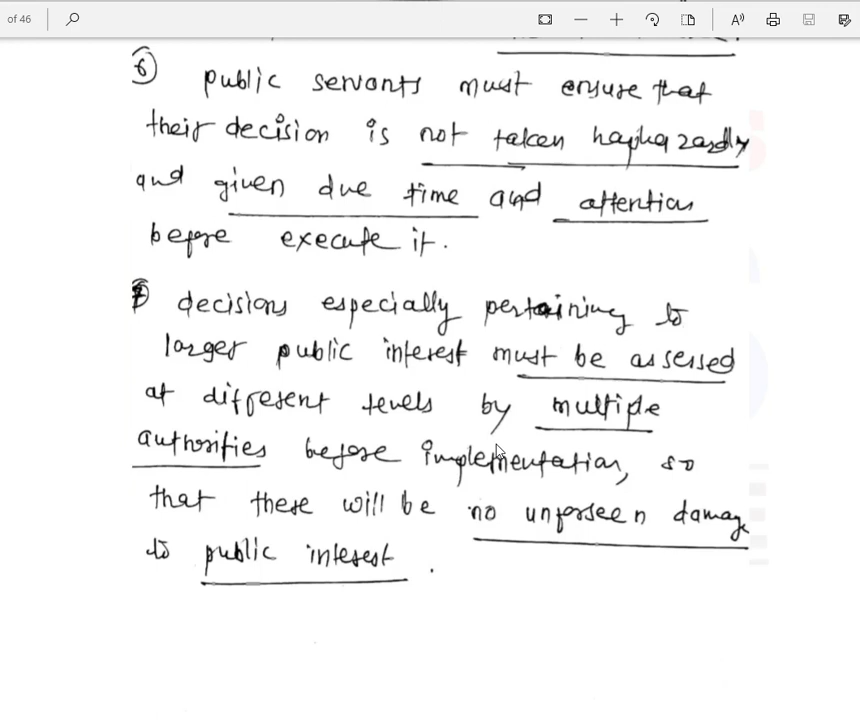 of 46
⑥ public servants must ensure that
their decision is not taken haphazardly
and given due time and attention
before execute it.
decisions especially pertaining to
larger public interest must be assessed
at different levels by multiple
authorities before implementation, so
that there will be no unforseen damage
to public interest.